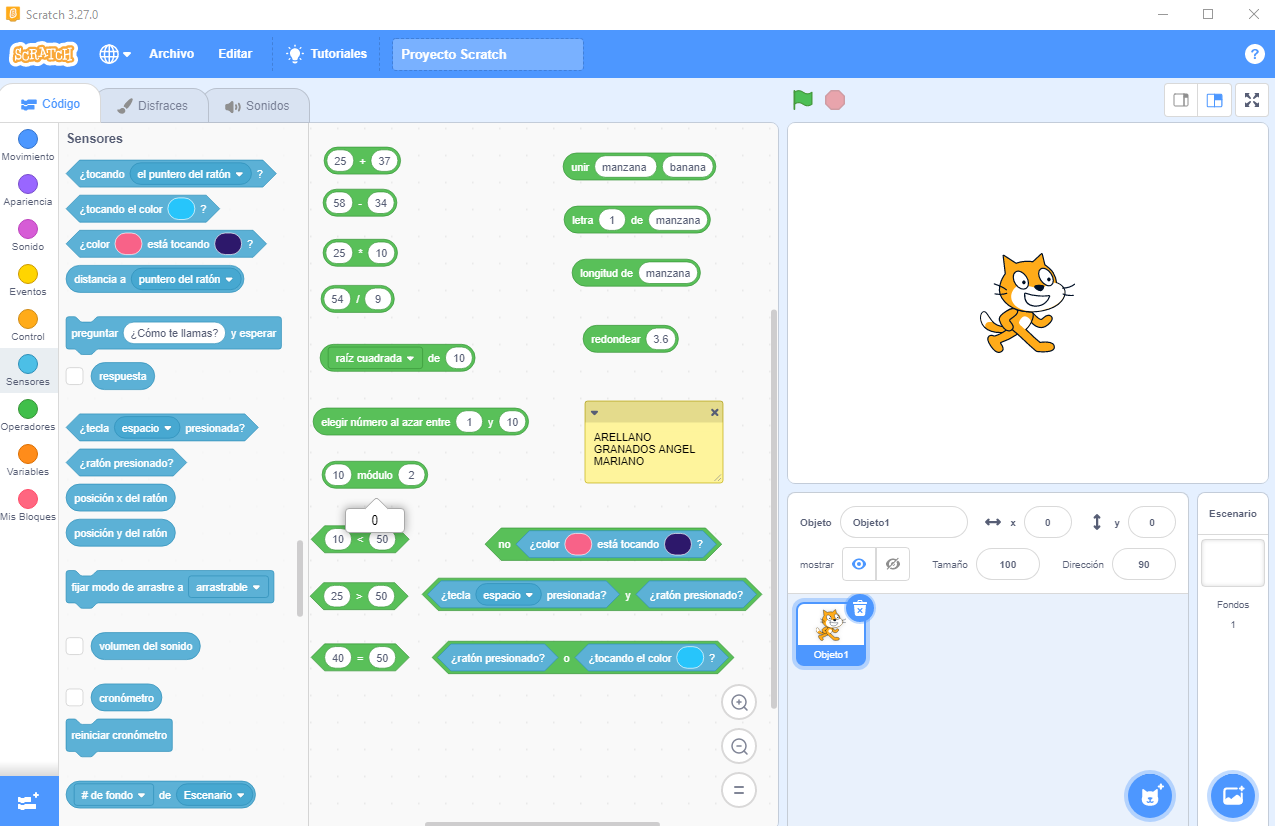 Scratch 3.27.0
SCRATCH Archivo Editar Tutoriales Proyecto Scratch ?
Código Disfraces Sonidos
Movimiento
Apariencia
Sonido
Eventos
Control
Sensores
Operadores
Variables
Mis Bloques
Sensores
¿tocando el puntero del ratón ?
¿tocando el color ?
¿color está tocando ?
distancia a puntero del ratón
preguntar ¿Cómo te llamas? y esperar
respuesta
¿tecla espacio presionada?
¿ratón presionado?
posición x del ratón
posición y del ratón
fijar modo de arrastre a arrastrable
volumen del sonido
cronómetro
reiniciar cronómetro
# de fondo de Escenario
25 + 37
58 - 34
25 * 10
54 / 9
raíz cuadrada de 10
elegir número al azar entre 1 y 10
10 módulo 2
0
10 < 50
25 > 50
40 = 50
unir manzana banana
letra 1 de manzana
longitud de manzana
redondear 3.6
ARELLANO
GRANADOS ANGEL
MARIANO
no ¿color está tocando ?
¿tecla espacio presionada? y ¿ratón presionado?
¿ratón presionado? o ¿tocando el color ?
Objeto Objeto1 x 0 y 0
mostrar Tamaño 100 Dirección 90
Objeto1
Escenario
Fondos
1